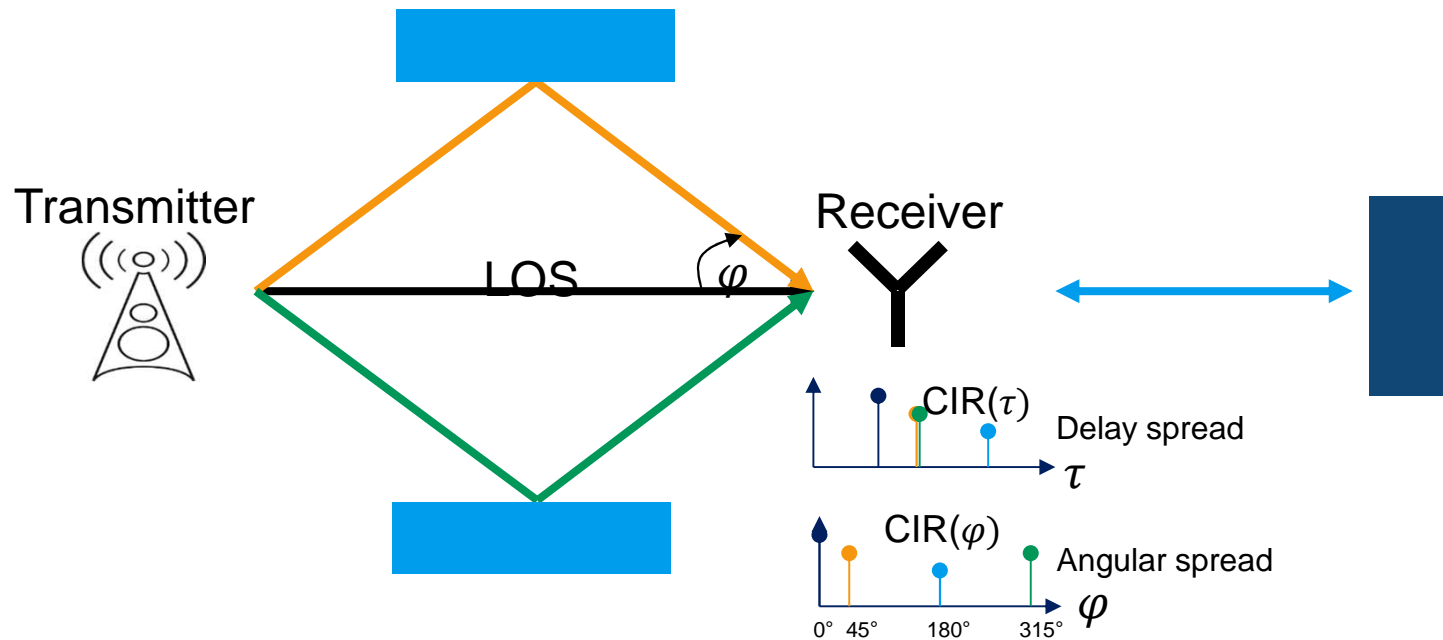 Transmitter
Receiver
LOS
φ
CIR(τ)
Delay spread
τ
CIR(φ)
Angular spread
φ
0° 45° 180° 315°